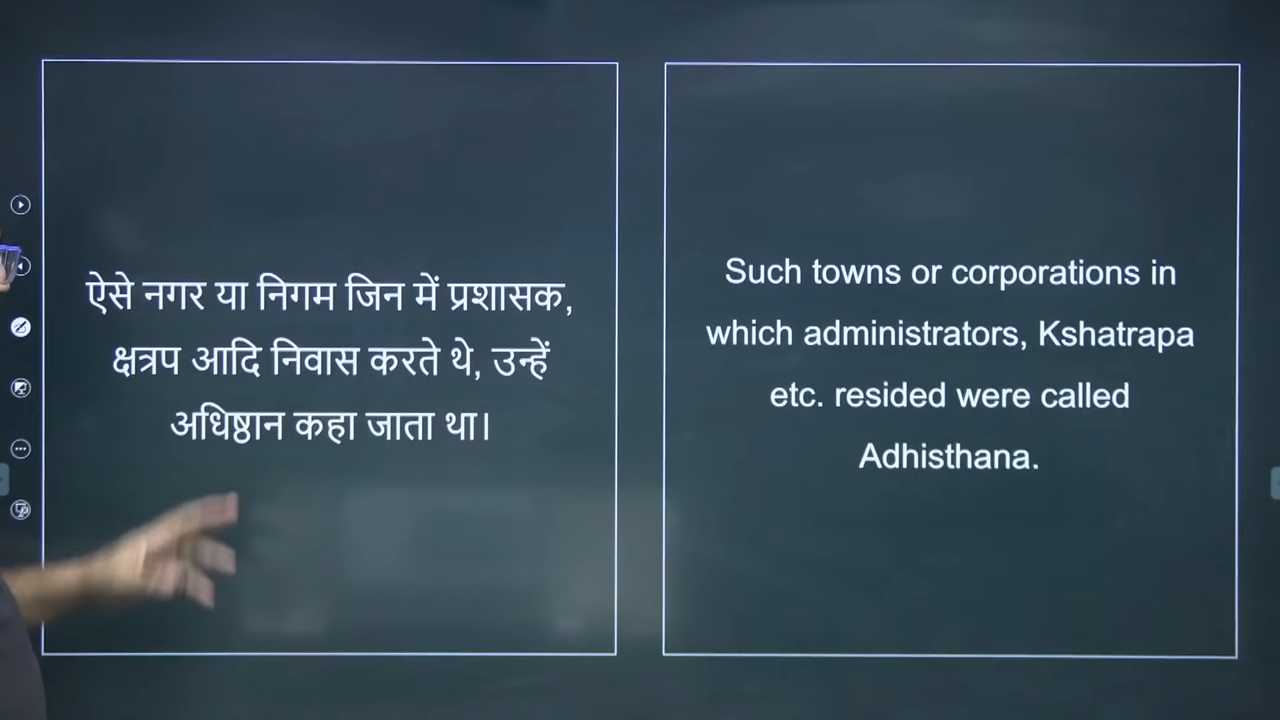 ऐसे नगर या निगम जिन में प्रशासक,
क्षत्रप आदि निवास करते थे, उन्हें
अधिष्ठान कहा जाता था।
Such towns or corporations in
which administrators, Kshatrapa
etc. resided were called
Adhisthana.